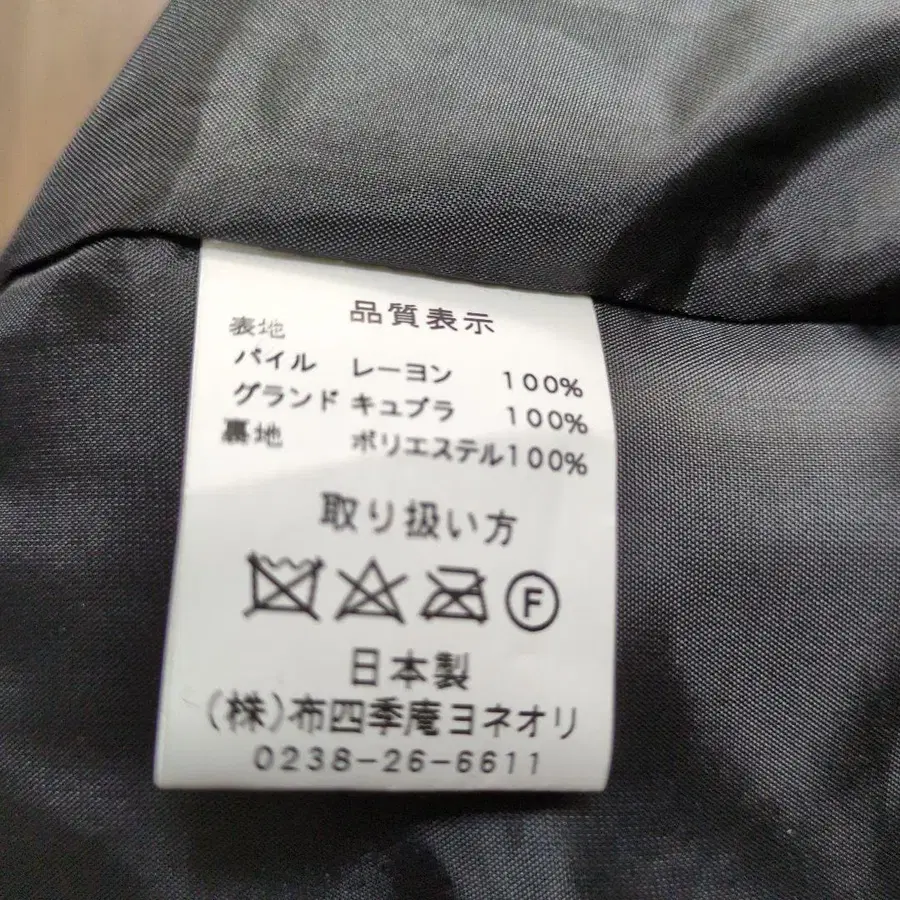 品質表示
表地
パイル レーヨン 100%
グランド キュプラ 100%
裏地 ポリエステル100%
取り扱い方
F
日本製
(株)布四季庵ヨネオリ
0238-26-6611